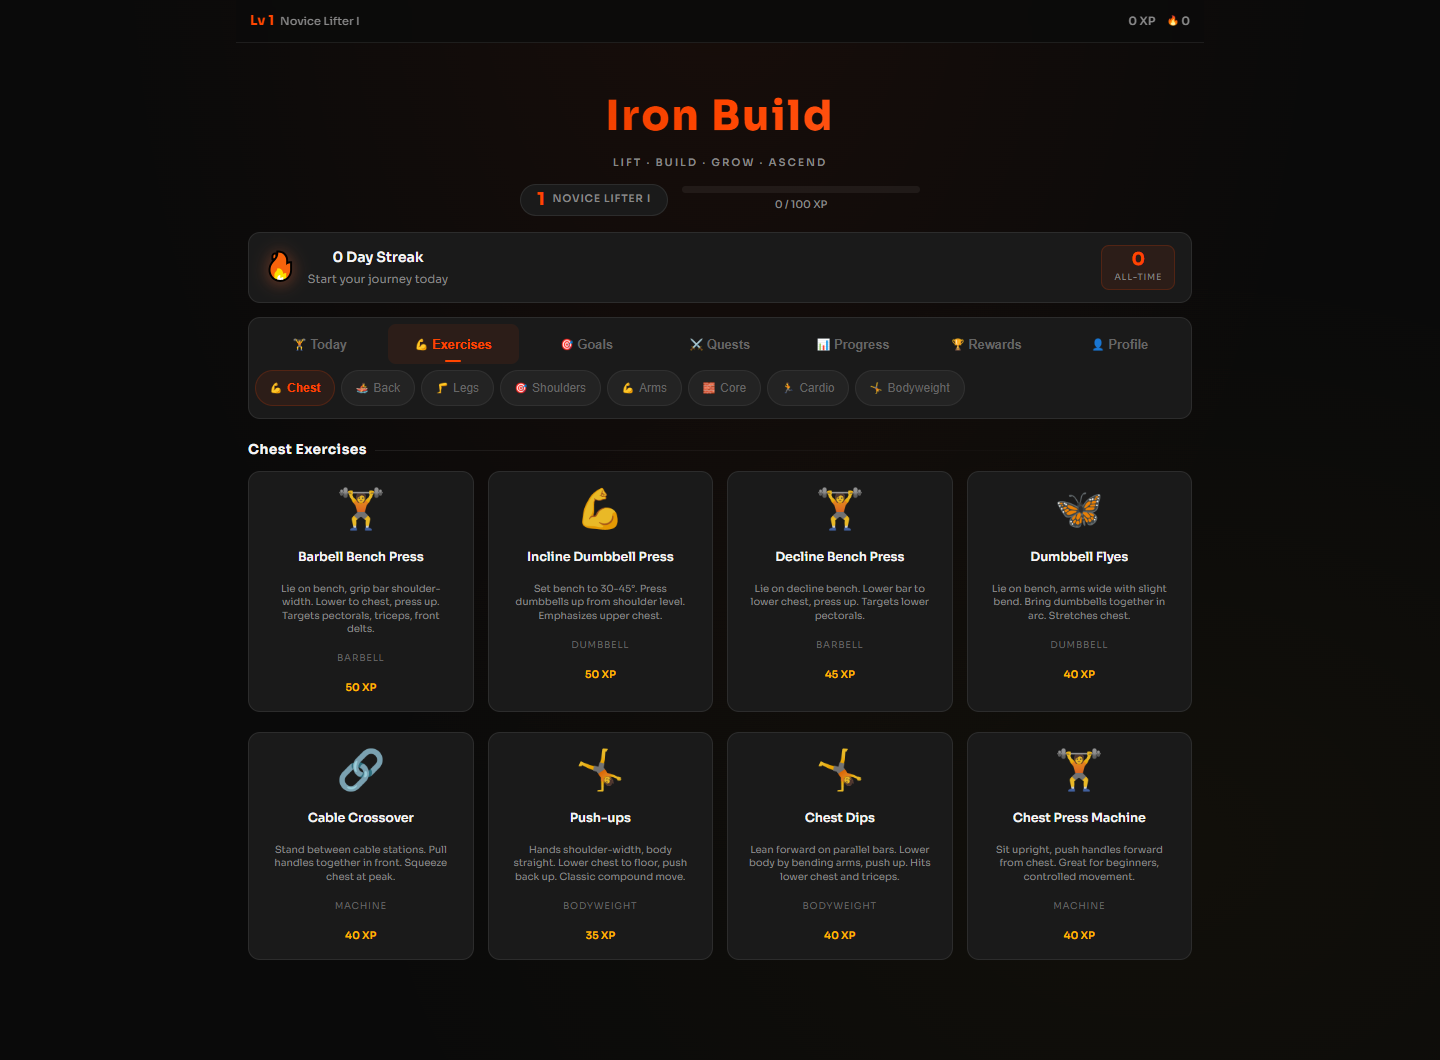 Lv 1 Novice Lifter I
0 XP 🔥 0
Iron Build
LIFT · BUILD · GROW · ASCEND
1 NOVICE LIFTER I
0 / 100 XP
0 Day Streak
Start your journey today
0
ALL-TIME
Today Exercises Goals Quests Progress Rewards Profile
Chest Back Legs Shoulders Arms Core Cardio Bodyweight
Chest Exercises
Barbell Bench Press
Lie on bench, grip bar shoulder-
width. Lower to chest, press up.
Targets pectorals, triceps, front
delts.
BARBELL
50 XP
Incline Dumbbell Press
Set bench to 30-45°. Press
dumbbells up from shoulder level.
Emphasizes upper chest.
DUMBBELL
50 XP
Decline Bench Press
Lie on decline bench. Lower bar to
lower chest, press up. Targets lower
pectorals.
BARBELL
45 XP
Dumbbell Flyes
Lie on bench, arms wide with slight
bend. Bring dumbbells together in
arc. Stretches chest.
DUMBBELL
40 XP
Cable Crossover
Stand between cable stations. Pull
handles together in front. Squeeze
chest at peak.
MACHINE
40 XP
Push-ups
Hands shoulder-width, body
straight. Lower chest to floor, push
back up. Classic compound move.
BODYWEIGHT
35 XP
Chest Dips
Lean forward on parallel bars. Lower
body by bending arms, push up. Hits
lower chest and triceps.
BODYWEIGHT
40 XP
Chest Press Machine
Sit upright, push handles forward
from chest. Great for beginners,
controlled movement.
MACHINE
40 XP